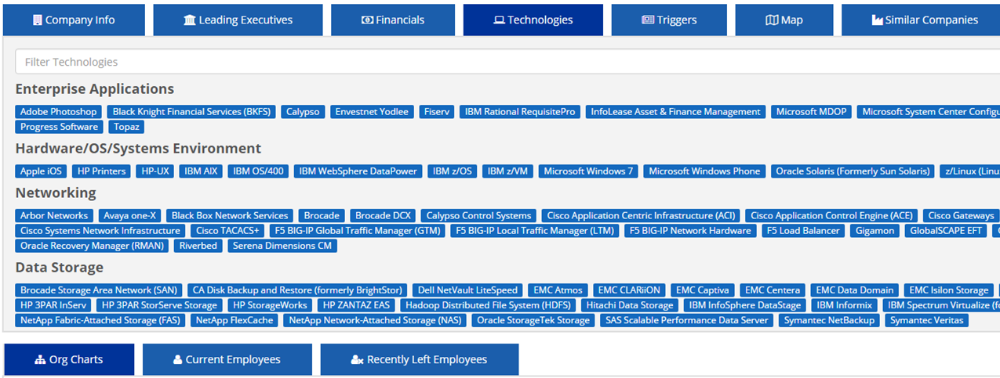 Company Info Leading Executives Financials Technologies Triggers Map Similar Companies
Filter Technologies
Enterprise Applications
Adobe Photoshop Black Knight Financial Services (BKFS) Calypso Envestnet Yodlee Fiserv IBM Rational RequisitePro InfoLease Asset & Finance Management Microsoft MDOP Microsoft System Center Configu
Progress Software Topaz
Hardware/OS/Systems Environment
Apple iOS HP Printers HP-UX IBM AIX IBM OS/400 IBM WebSphere DataPower IBM z/OS IBM z/VM Microsoft Windows 7 Microsoft Windows Phone Oracle Solaris (Formerly Sun Solaris) z/Linux (Linu
Networking
Arbor Networks Avaya one-X Black Box Network Services Brocade Brocade DCX Calypso Control Systems Cisco Application Centric Infrastructure (ACI) Cisco Application Control Engine (ACE) Cisco Gateways
Cisco Systems Network Infrastructure Cisco TACACS+ F5 BIG-IP Global Traffic Manager (GTM) F5 BIG-IP Local Traffic Manager (LTM) F5 BIG-IP Network Hardware F5 Load Balancer Gigamon GlobalSCAPE EFT
Oracle Recovery Manager (RMAN) Riverbed Serena Dimensions CM
Data Storage
Brocade Storage Area Network (SAN) CA Disk Backup and Restore (formerly BrightStor) Dell NetVault LiteSpeed EMC Atmos EMC CLARiiON EMC Captiva EMC Centera EMC Data Domain EMC Isilon Storage
HP 3PAR InServ HP 3PAR StorServe Storage HP StorageWorks HP ZANTAZ EAS Hadoop Distributed File System (HDFS) Hitachi Data Storage IBM InfoSphere DataStage IBM Informix IBM Spectrum Virtualize (fo
NetApp Fabric-Attached Storage (FAS) NetApp FlexCache NetApp Network-Attached Storage (NAS) Oracle StorageTek Storage SAS Scalable Performance Data Server Symantec NetBackup Symantec Veritas
Org Charts Current Employees Recently Left Employees